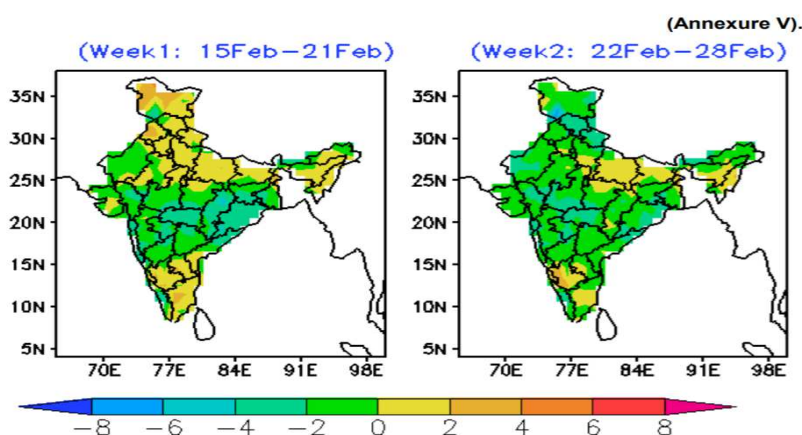 (Annexure V).
(Week1: 15Feb-21Feb)
(Week2: 22Feb-28Feb)
35N
30N
25N
20N
15N
10N
5N
70E 77E 84E 91E 98E
35N
30N
25N
20N
15N
10N
5N
70E 77E 84E 91E 98E
-8 -6 -4 -2 0 2 4 6 8